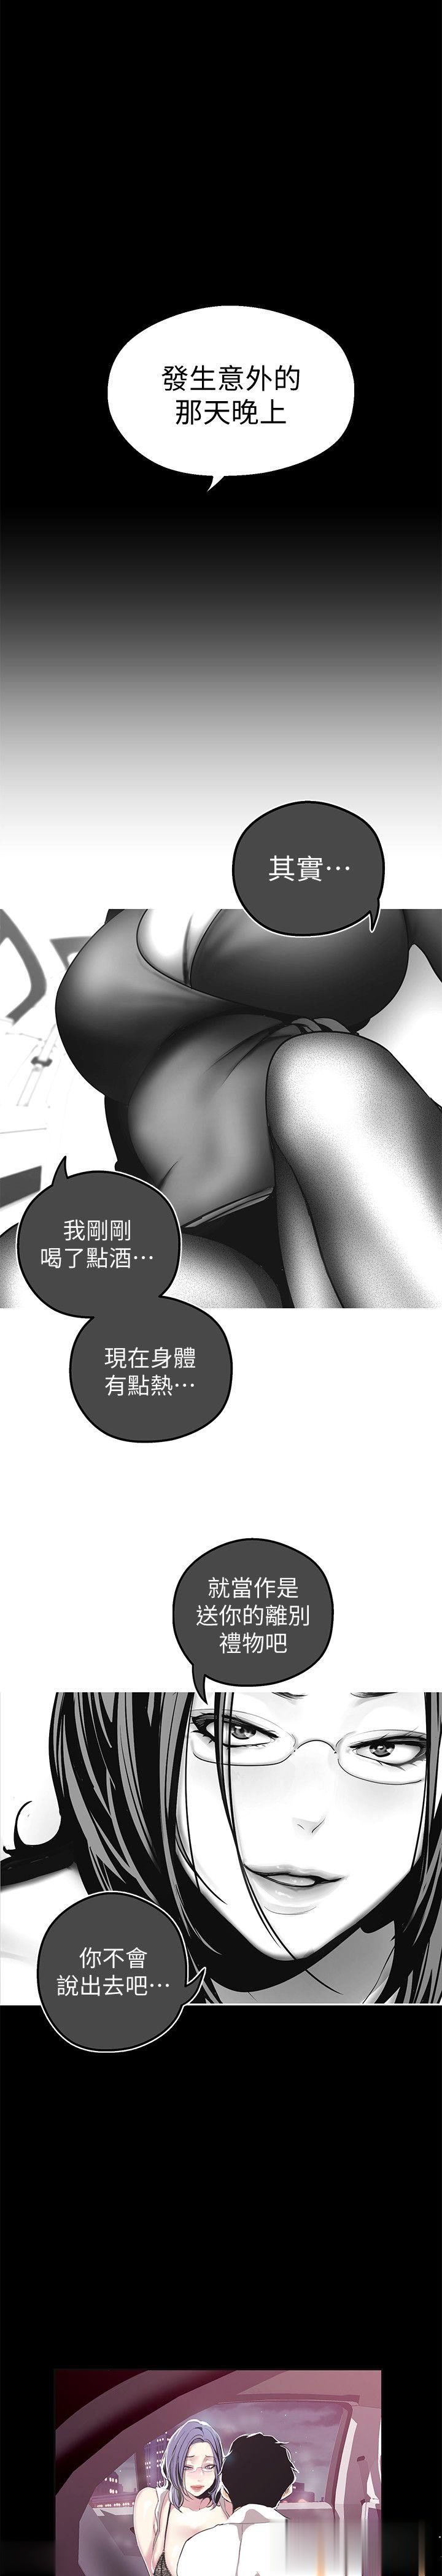 發生意外的
那天晚上
其實⋯
我剛剛
喝了點酒⋯
現在身體
有點熱⋯
就當作是
送你的離別
禮物吧
你不會
說出去吧⋯